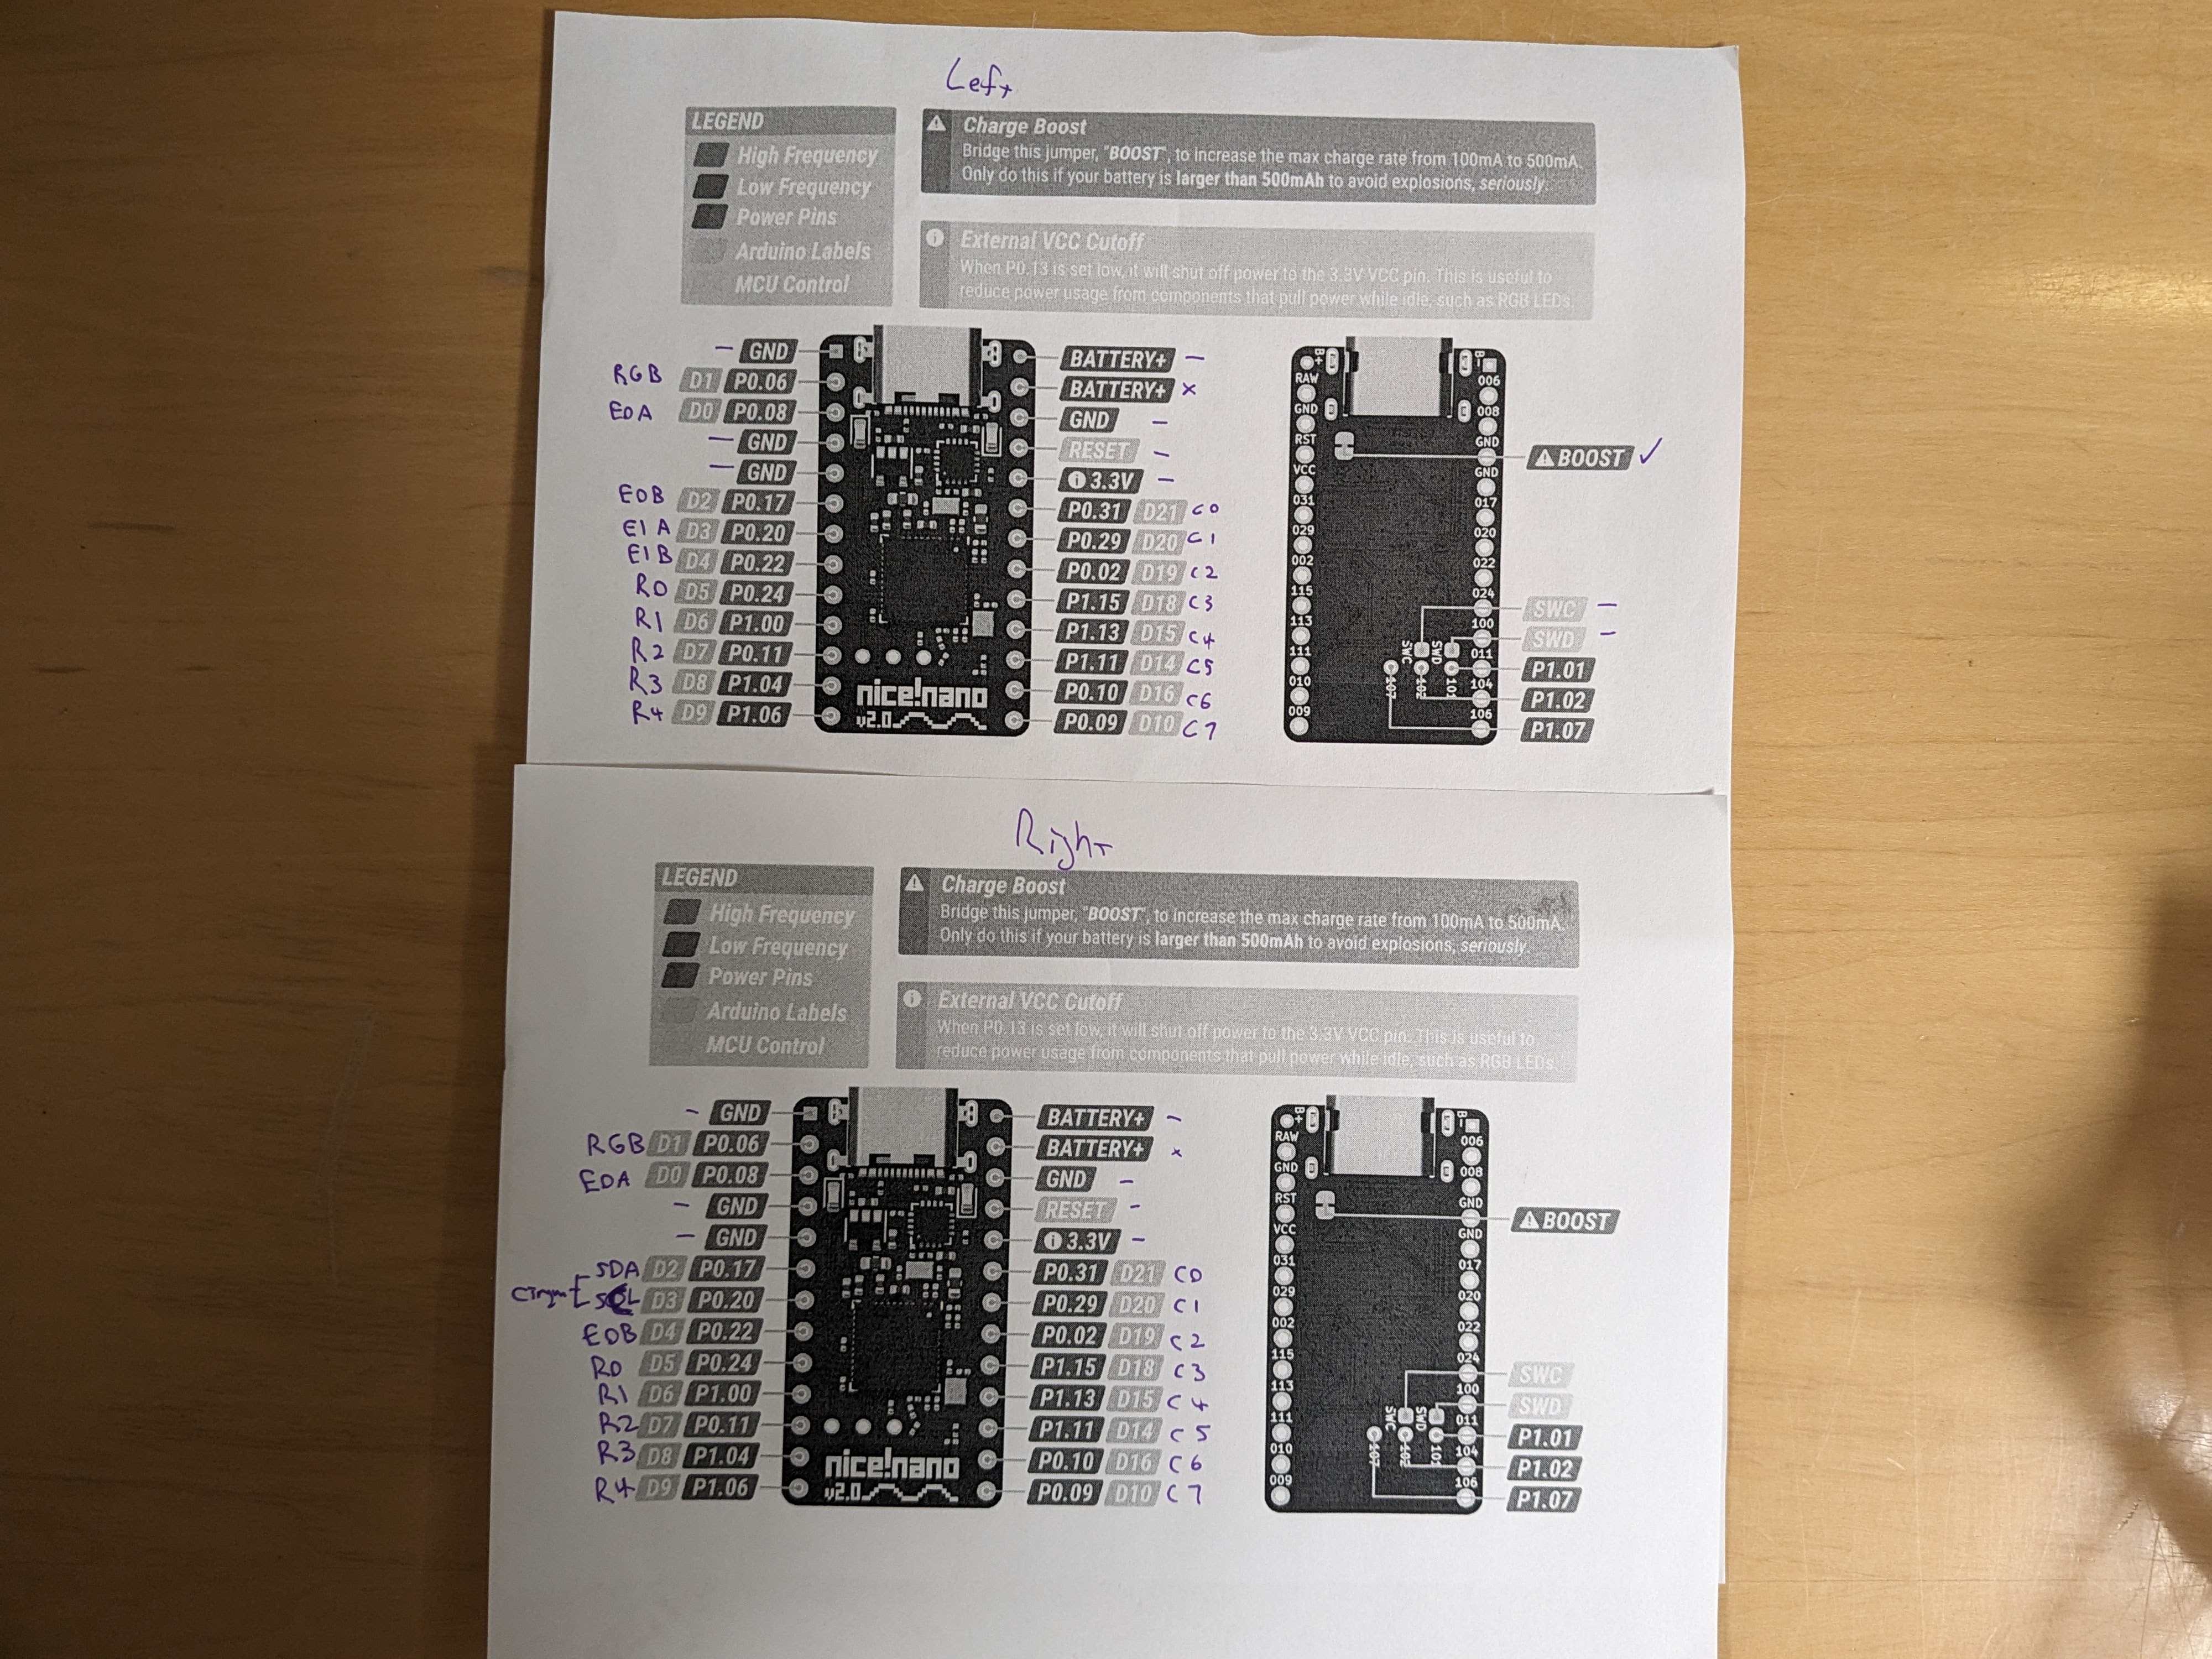 Left
LEGEND
High Frequency
Low Frequency
Power Pins
Arduino Labels
MCU Control
Charge Boost
Bridge this jumper, "BOOST", to increase the max charge rate from 100mA to 500mA.
Only do this if your battery is larger than 500mAh to avoid explosions, seriously.
External VCC Cutoff
When P0.13 is set low, it will shut off power to the 3.3V VCC pin. This is useful to
reduce power usage from components that pull power while idle, such as RGB LEDs.
- GND
RGB D1 P0.06
E0A D0 P0.08
- GND
- GND
E0B D2 P0.17
E1A D3 P0.20
E1B D4 P0.22
R0 D5 P0.24
R1 D6 P1.00
R2 D7 P0.11
R3 D8 P1.04
R4 D9 P1.06
nice!nano
v2.0
BATTERY+ -
BATTERY+ x
GND -
RESET -
3.3V -
P0.31 D21 C0
P0.29 D20 C1
P0.02 D19 C2
P1.15 D18 C3
P1.13 D15 C4
P1.11 D14 C5
P0.10 D16 C6
P0.09 D10 C7
B+
RAW
GND
RST
VCC
031
029
002
115
113
111
010
009
B-
006
008
GND
GND
017
020
022
024
100
011
104
106
SWC
SWD
107
102
101
BOOST ✓
SWC -
SWD -
P1.01
P1.02
P1.07
Right
LEGEND
High Frequency
Low Frequency
Power Pins
Arduino Labels
MCU Control
Charge Boost
Bridge this jumper, "BOOST", to increase the max charge rate from 100mA to 500mA.
Only do this if your battery is larger than 500mAh to avoid explosions, seriously.
External VCC Cutoff
When P0.13 is set low, it will shut off power to the 3.3V VCC pin. This is useful to
reduce power usage from components that pull power while idle, such as RGB LEDs.
- GND
RGB D1 P0.06
E0A D0 P0.08
- GND
- GND
SDA D2 P0.17
SCL D3 P0.20
E0B D4 P0.22
R0 D5 P0.24
R1 D6 P1.00
R2 D7 P0.11
R3 D8 P1.04
R4 D9 P1.06
nice!nano
v2.0
BATTERY+ -
BATTERY+ x
GND -
RESET -
3.3V -
P0.31 D21 C0
P0.29 D20 C1
P0.02 D19 C2
P1.15 D18 C3
P1.13 D15 C4
P1.11 D14 C5
P0.10 D16 C6
P0.09 D10 C7
B+
RAW
GND
RST
VCC
031
029
002
115
113
111
010
009
B-
006
008
GND
GND
017
020
022
024
100
011
104
106
SWC
SWD
107
102
101
BOOST
SWC
SWD
P1.01
P1.02
P1.07